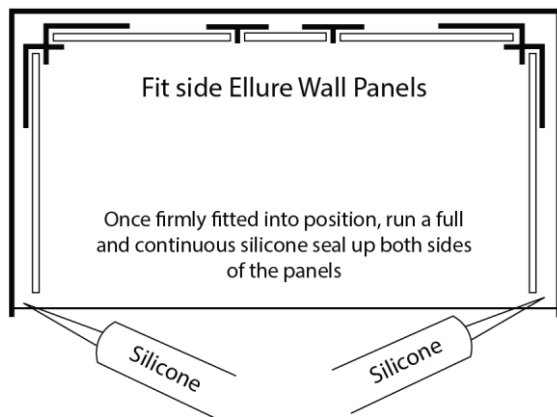 Fit side Ellure Wall Panels
Once firmly fitted into position, run a full
and continuous silicone seal up both sides
of the panels
Silicone
Silicone